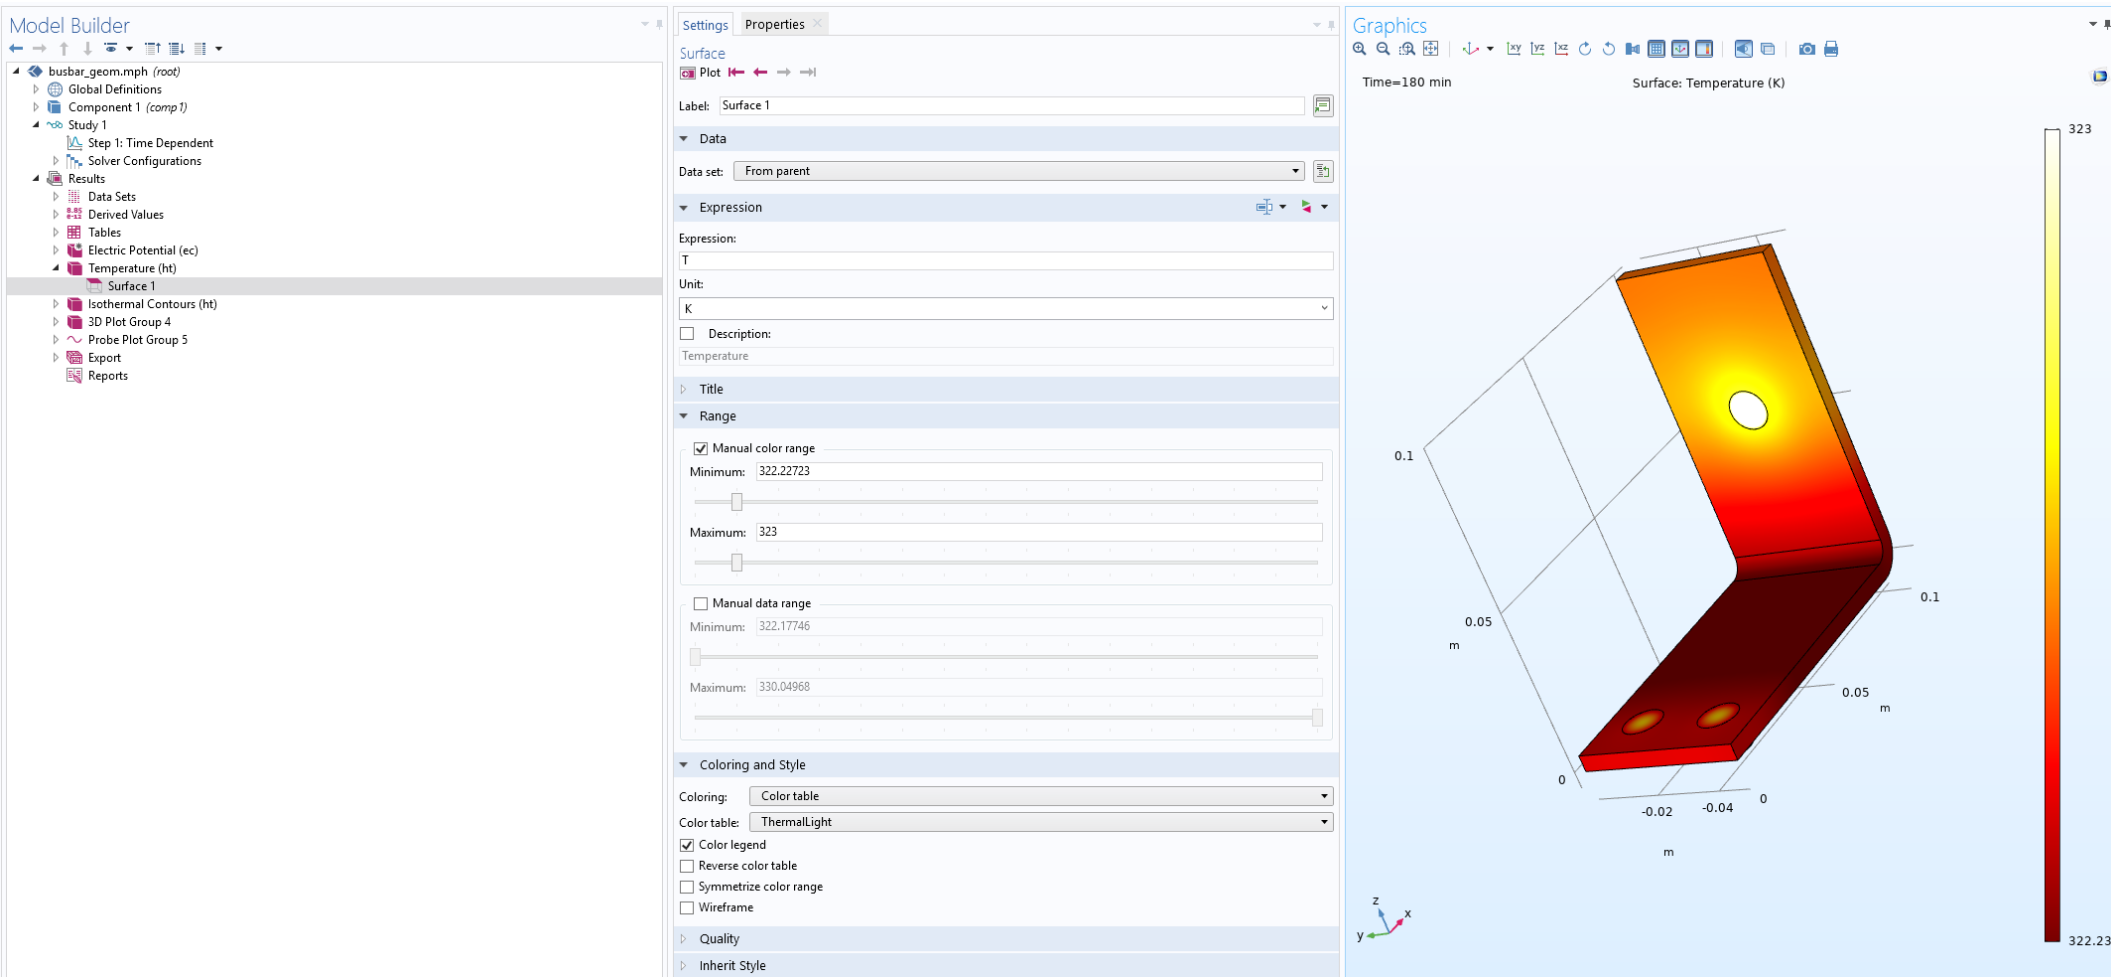 Model Builder
busbar_geom.mph (root)
Global Definitions
Component 1 (comp1)
Study 1
Step 1: Time Dependent
Solver Configurations
Results
Data Sets
8.85
e-12
Derived Values
Tables
Electric Potential (ec)
Temperature (ht)
Surface 1
Isothermal Contours (ht)
3D Plot Group 4
Probe Plot Group 5
Export
Reports
Settings
Properties
Surface
Plot
Label: Surface 1
Data
Data set: From parent
Expression
Expression:
T
Unit:
K
Description:
Temperature
Title
Range
Manual color range
Minimum: 322.22723
Maximum: 323
Manual data range
Minimum: 322.17746
Maximum: 330.04968
Coloring and Style
Coloring: Color table
Color table: ThermalLight
Color legend
Reverse color table
Symmetrize color range
Wireframe
Quality
Inherit Style
Graphics
xy yz xz
Time=180 min
Surface: Temperature (K)
323
0.1
0.1
0.05
m
0.05
m
0
-0.02 -0.04 0
m
z
x
y
322.23